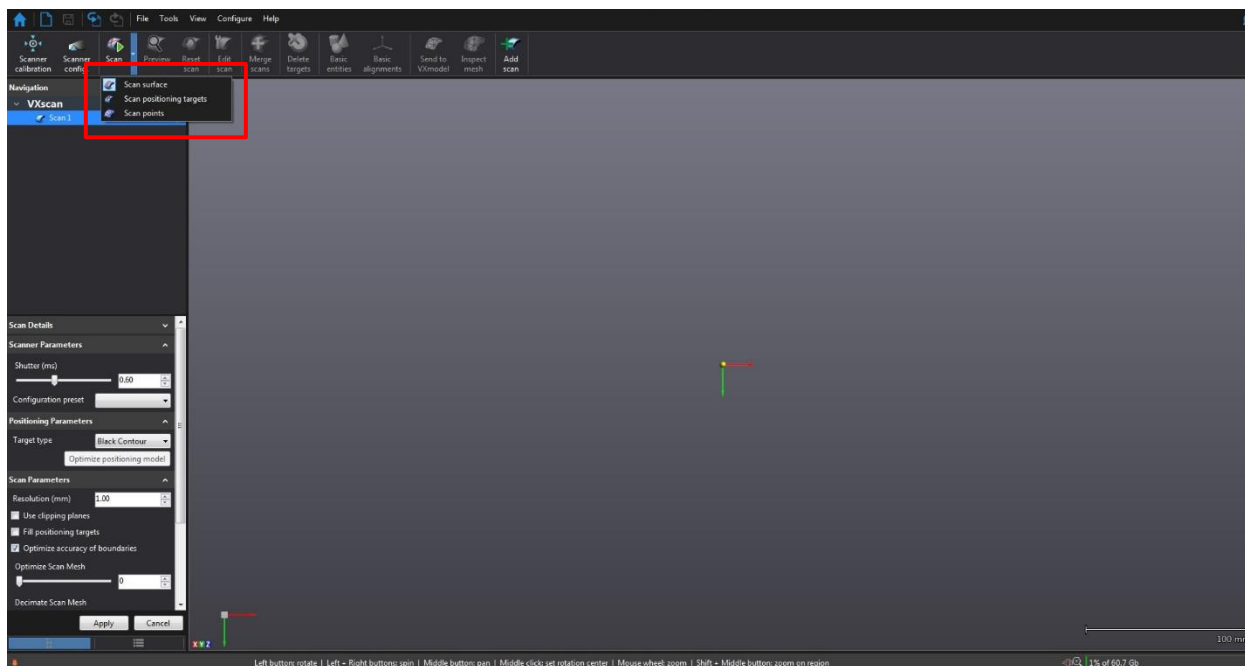 File Tools View Configure Help
Scanner calibration
Scanner config
Scan
Preview
Reset scan
Edit scan
Merge scans
Delete targets
Basic entities
Basic alignments
Send to VXmodel
Inspect mesh
Add scan
Navigation
Scan surface
Scan positioning targets
Scan points
VXscan
Scan 1
Scan Details
Scanner Parameters
Shutter (ms)
0.60
Configuration preset
Positioning Parameters
Target type Black Contour
Optimize positioning model
Scan Parameters
Resolution (mm) 1.00
Use clipping planes
Fill positioning targets
Optimize accuracy of boundaries
Optimize Scan Mesh
0
Decimate Scan Mesh
Apply Cancel
X Y Z
100 mm
Left button: rotate | Left + Right buttons: spin | Middle button: pan | Middle click: set rotation center | Mouse wheel: zoom | Shift + Middle button: zoom on region
1% of 60.7 Gb